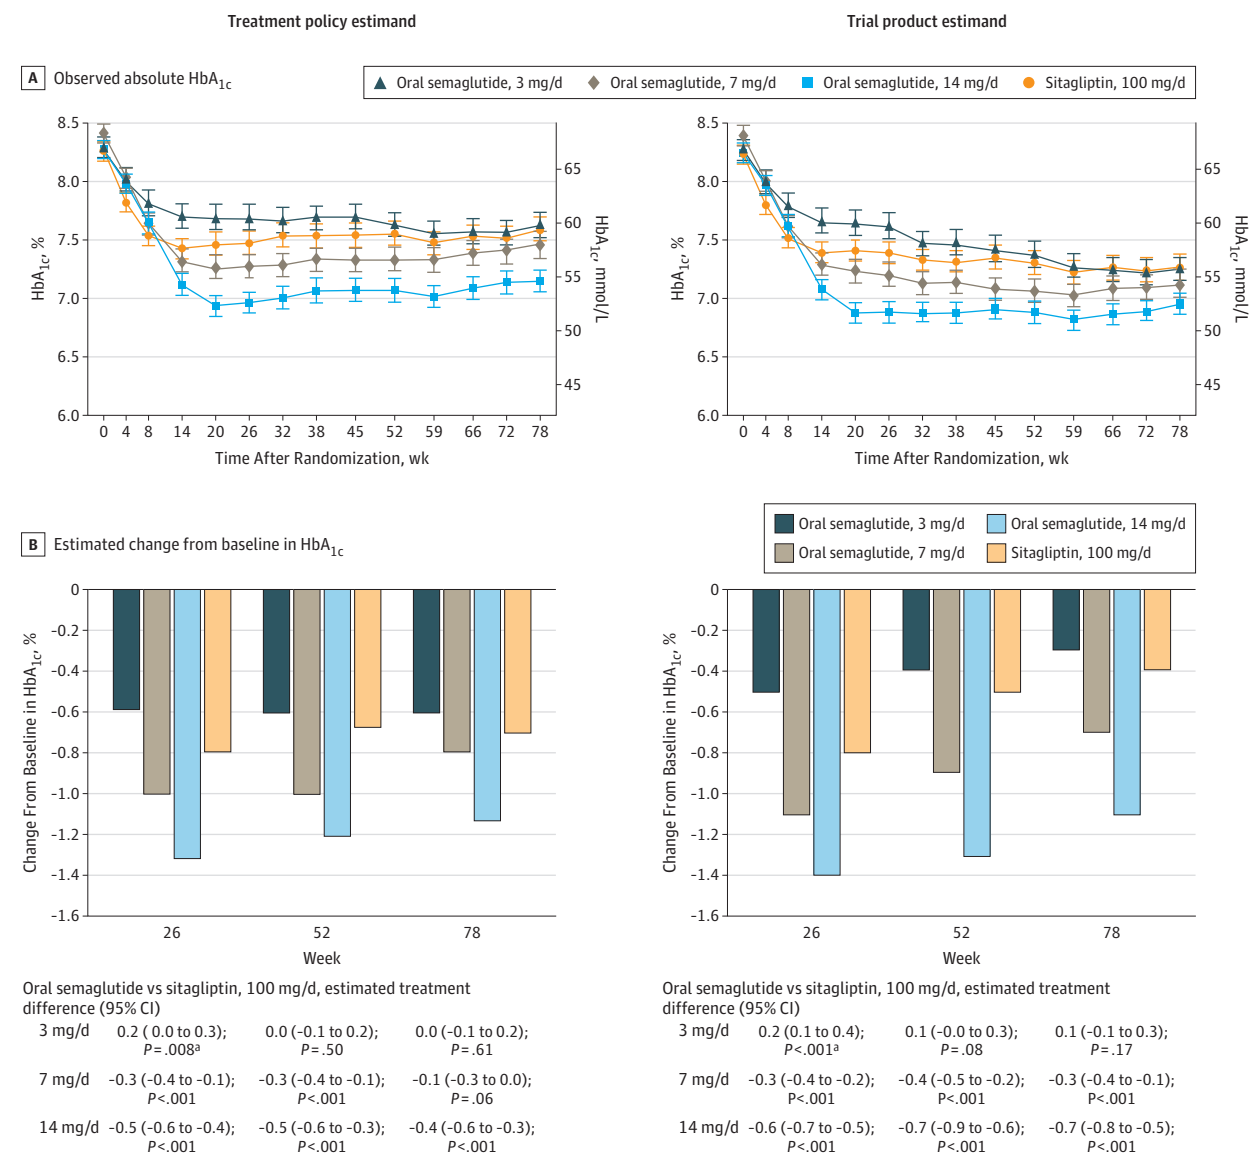 Treatment policy estimand
Trial product estimand
A Observed absolute HbA1c
Oral semaglutide, 3 mg/d Oral semaglutide, 7 mg/d Oral semaglutide, 14 mg/d Sitagliptin, 100 mg/d
8.5
8.0
7.5
7.0
6.5
6.0
HbA1c, %
65
60
55
50
45
HbA1c, mmol/L
0 4 8 14 20 26 32 38 45 52 59 66 72 78
Time After Randomization, wk
8.5
8.0
7.5
7.0
6.5
6.0
HbA1c, %
65
60
55
50
45
HbA1c, mmol/L
0 4 8 14 20 26 32 38 45 52 59 66 72 78
Time After Randomization, wk
B Estimated change from baseline in HbA1c
Oral semaglutide, 3 mg/d Oral semaglutide, 14 mg/d
Oral semaglutide, 7 mg/d Sitagliptin, 100 mg/d
0
-0.2
-0.4
-0.6
-0.8
-1.0
-1.2
-1.4
-1.6
Change From Baseline in HbA1c, %
26 52 78
Week
0
-0.2
-0.4
-0.6
-0.8
-1.0
-1.2
-1.4
-1.6
Change From Baseline in HbA1c, %
26 52 78
Week
Oral semaglutide vs sitagliptin, 100 mg/d, estimated treatment
difference (95% CI)
3 mg/d 0.2 ( 0.0 to 0.3); 0.0 (-0.1 to 0.2); 0.0 (-0.1 to 0.2);
P=.008a P=.50 P=.61
7 mg/d -0.3 (-0.4 to -0.1); -0.3 (-0.4 to -0.1); -0.1 (-0.3 to 0.0);
P<.001 P<.001 P=.06
14 mg/d -0.5 (-0.6 to -0.4); -0.5 (-0.6 to -0.3); -0.4 (-0.6 to -0.3);
P<.001 P<.001 P<.001
Oral semaglutide vs sitagliptin, 100 mg/d, estimated treatment
difference (95% CI)
3 mg/d 0.2 (0.1 to 0.4); 0.1 (-0.0 to 0.3); 0.1 (-0.1 to 0.3);
P<.001a P=.08 P=.17
7 mg/d -0.3 (-0.4 to -0.2); -0.4 (-0.5 to -0.2); -0.3 (-0.4 to -0.1);
P<.001 P<.001 P<.001
14 mg/d -0.6 (-0.7 to -0.5); -0.7 (-0.9 to -0.6); -0.7 (-0.8 to -0.5);
P<.001 P<.001 P<.001